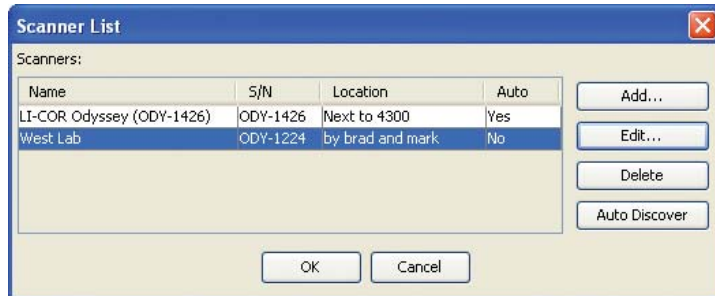 Scanner List
Scanners:
Name S/N Location Auto
LI-COR Odyssey (ODY-1426) ODY-1426 Next to 4300 Yes
West Lab ODY-1224 by brad and mark No
Add...
Edit...
Delete
Auto Discover
OK Cancel